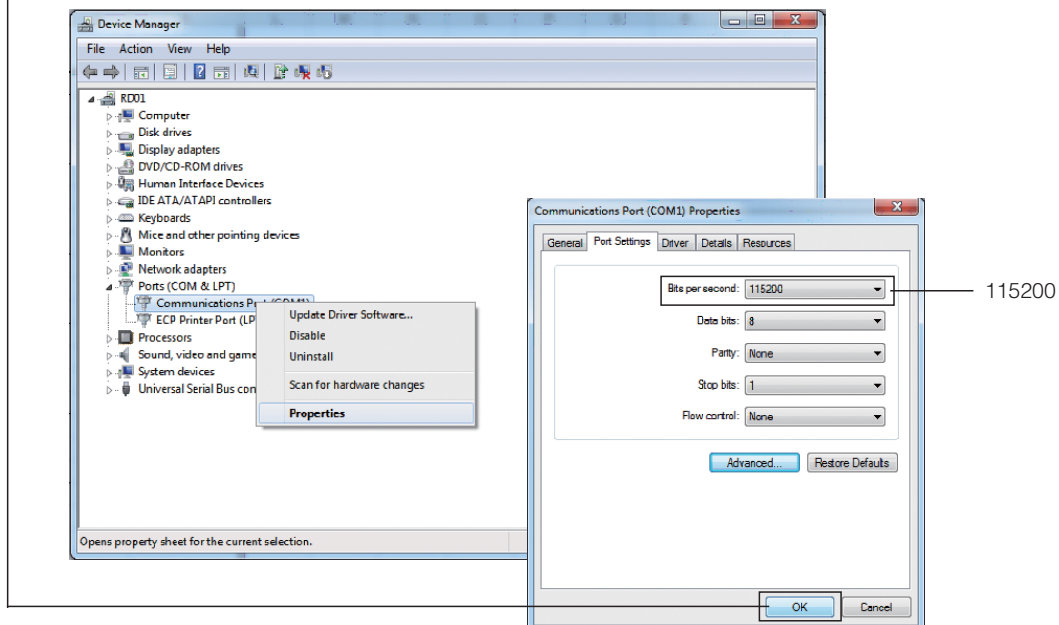 Device Manager
File Action View Help
RD01
Computer
Disk drives
Display adapters
DVD/CD-ROM drives
Human Interface Devices
IDE ATA/ATAPI controllers
Keyboards
Mice and other pointing devices
Monitors
Network adapters
Ports (COM & LPT)
Communications P (COM1)
ECP Printer Port (LP
Processors
Sound, video and game
System devices
Universal Serial Bus con
Update Driver Software...
Disable
Uninstall
Scan for hardware changes
Properties
Opens property sheet for the current selection.
Communications Port (COM1) Properties
General Port Settings Driver Details Resources
Bits per second: 115200
115200
Data bits: 8
Parity: None
Stop bits: 1
Flow control: None
Advanced... Restore Defaults
OK Cancel